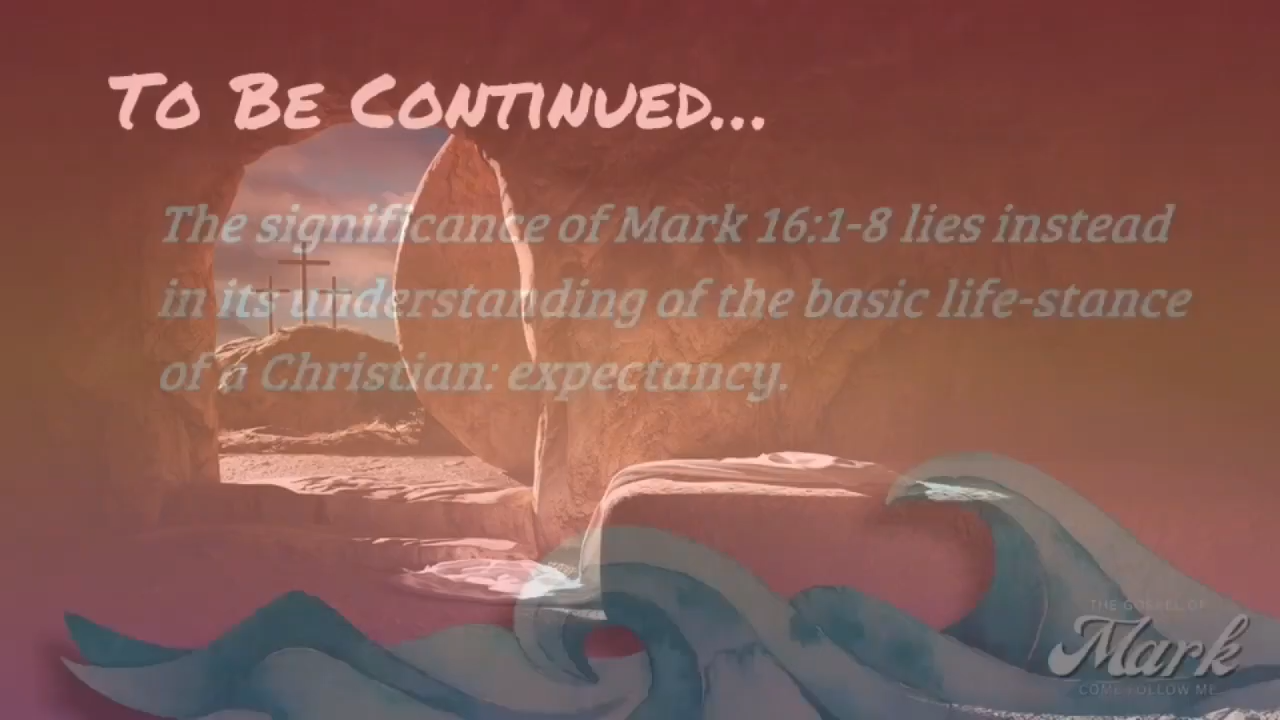 To Be Continued...
The significance of Mark 16:1-8 lies instead
in its understanding of the basic life-stance
of a Christian: expectancy.
THE GOSPEL OF
Mark
COME FOLLOW ME